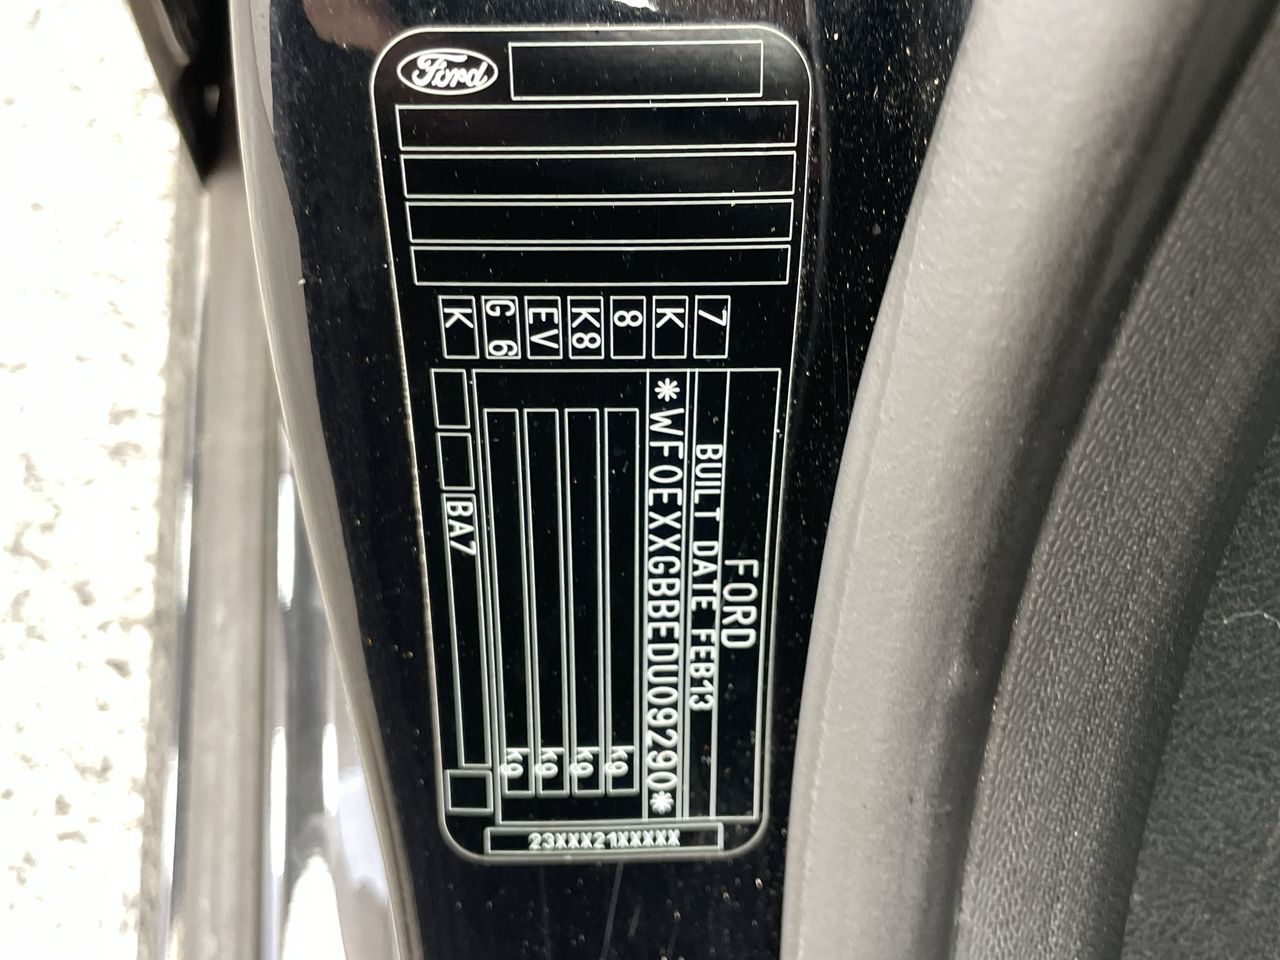 Ford
FORD
BUILT DATE FEB13
*WF0EXXGBBEDU09290*
kg
kg
kg
kg
BA7
7
K
8
K8
EV
G 6
K
23XXX21XXXXX